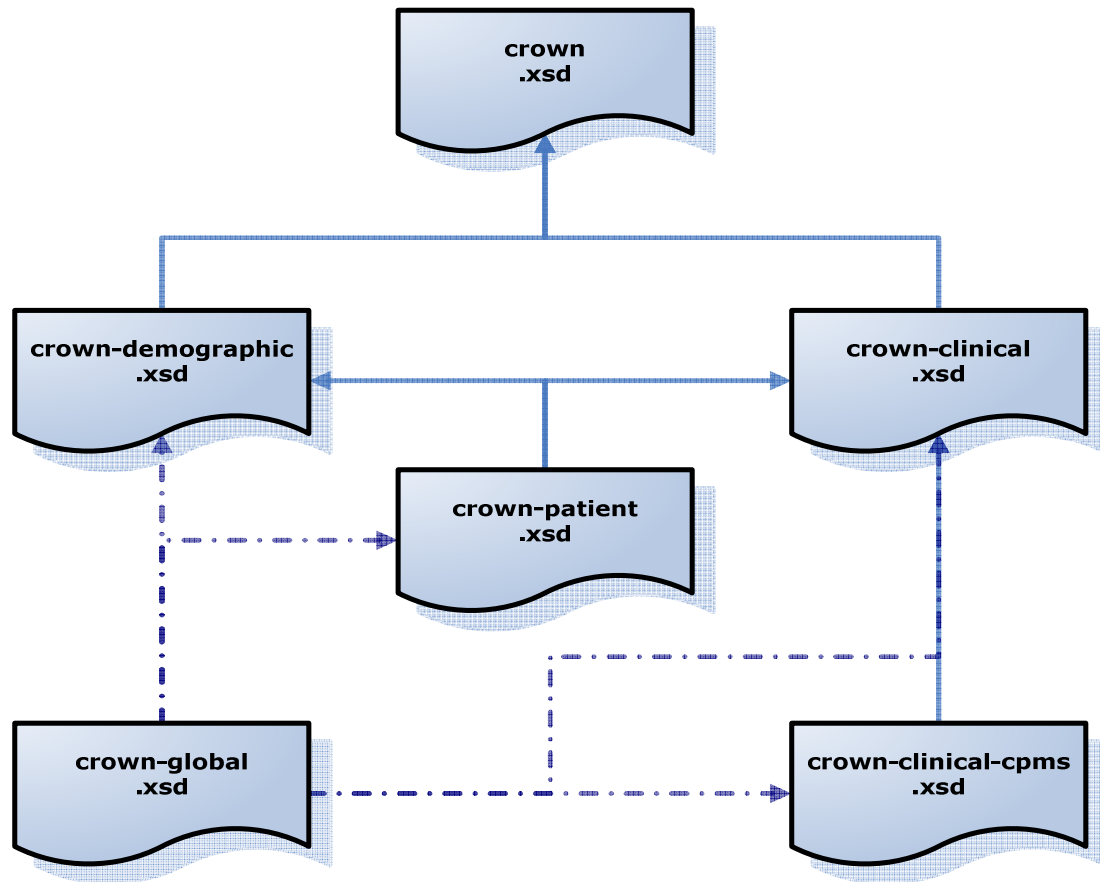 crown
.xsd
crown-demographic
.xsd
crown-clinical
.xsd
crown-patient
.xsd
crown-global
.xsd
crown-clinical-cpms
.xsd